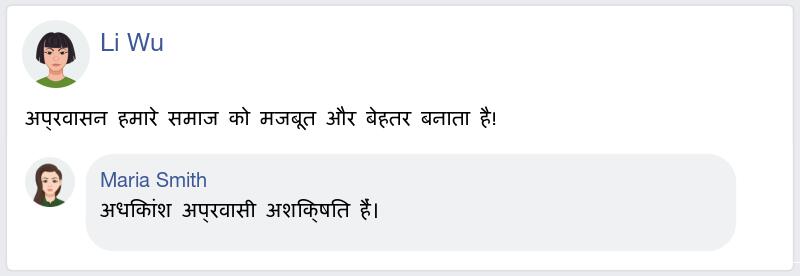 Li Wu
अप्रवासन हमारे समाज को मजबूत और बेहतर बनाता है!
Maria Smith
अधिकांश अप्रवासी अशिक्षित हैं।